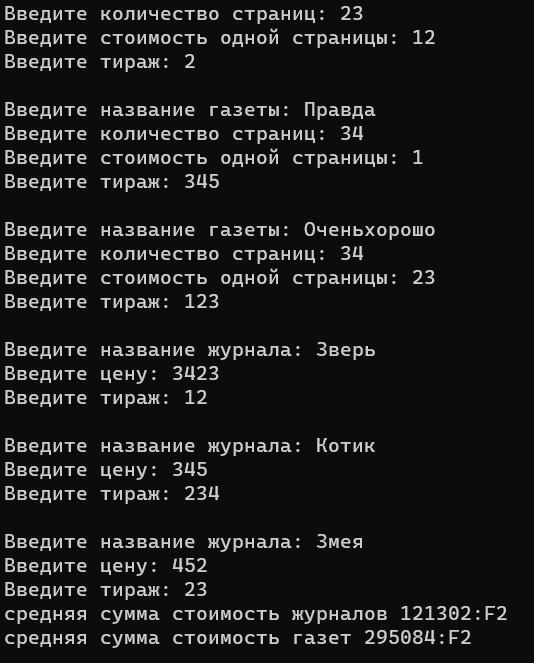 Введите количество страниц: 23
Введите стоимость одной страницы: 12
Введите тираж: 2
Введите название газеты: Правда
Введите количество страниц: 34
Введите стоимость одной страницы: 1
Введите тираж: 345
Введите название газеты: Оченьхорошо
Введите количество страниц: 34
Введите стоимость одной страницы: 23
Введите тираж: 123
Введите название журнала: Зверь
Введите цену: 3423
Введите тираж: 12
Введите название журнала: Котик
Введите цену: 345
Введите тираж: 234
Введите название журнала: Змея
Введите цену: 452
Введите тираж: 23
средняя сумма стоимость журналов 121302:F2
средняя сумма стоимость газет 295084:F2